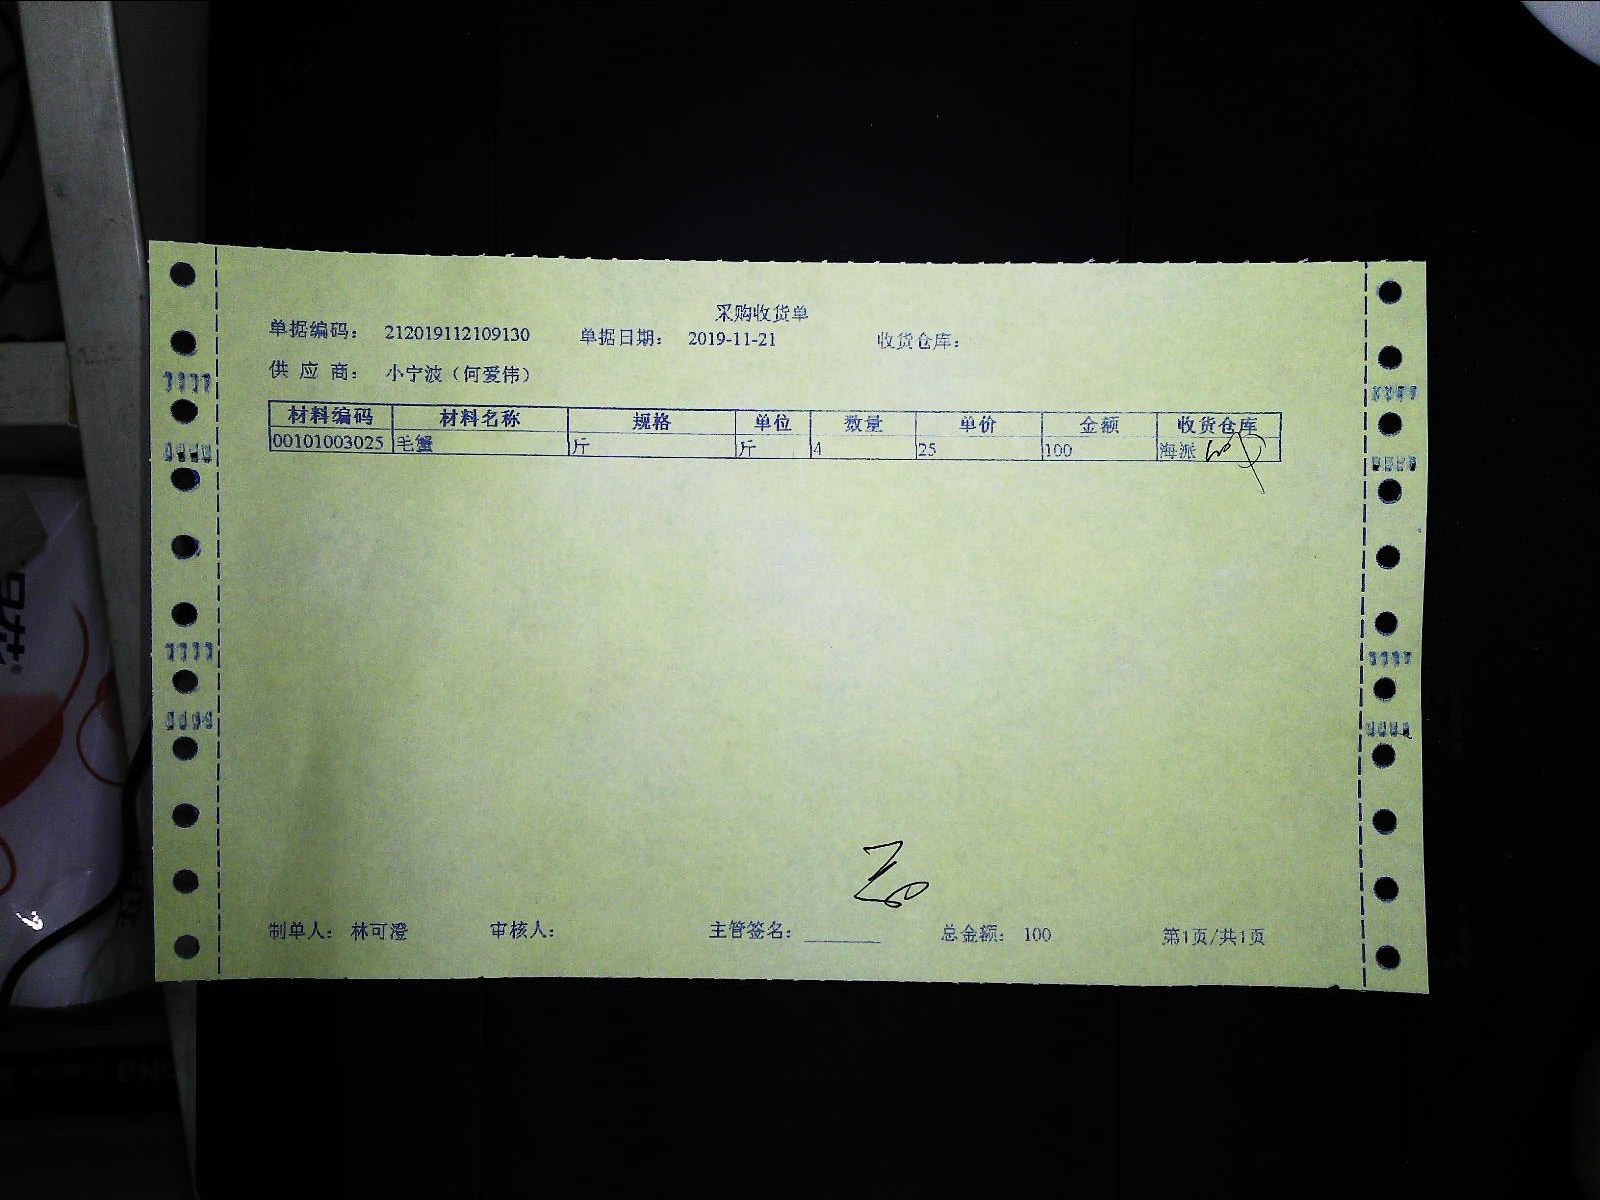 采购收货单
单据编码： 212019112109130 单据日期： 2019-11-21 收货仓库：
供 应 商： 小宁波（何爱伟）
材料编码 材料名称 规格 单位 数量 单价 金额 收货仓库
00101003025 毛蟹 斤 斤 4 25 100 海派
制单人： 林可澄 审核人： 主管签名： 总金额： 100 第1页/共1页